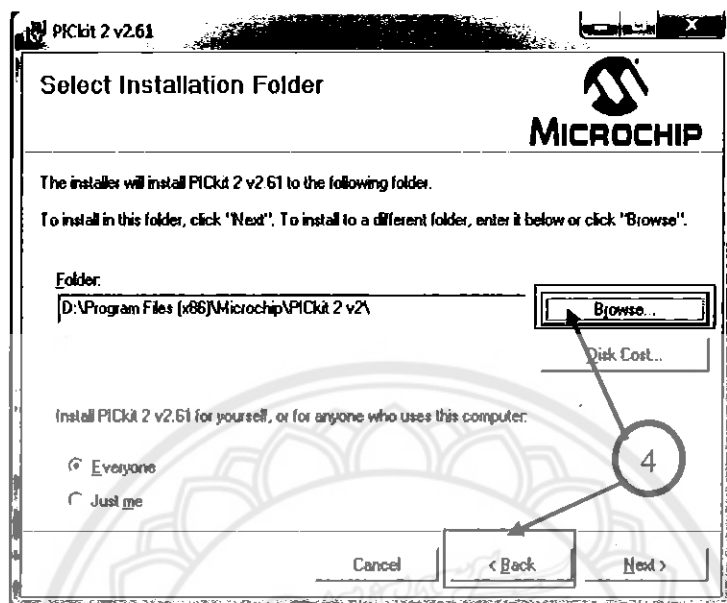 PICkit 2 v2.61
Select Installation Folder
MICROCHIP
The installer will install PICkit 2 v2.61 to the following folder.
To install in this folder, click "Next". To install to a different folder, enter it below or click "Browse".
Folder:
D:\Program Files (x86)\Microchip\PICkit 2 v2\
Browse...
Disk Cost...
Install PICkit 2 v2.61 for yourself, or for anyone who uses this computer:
Everyone
4
Just me
Cancel
< Back
Next >